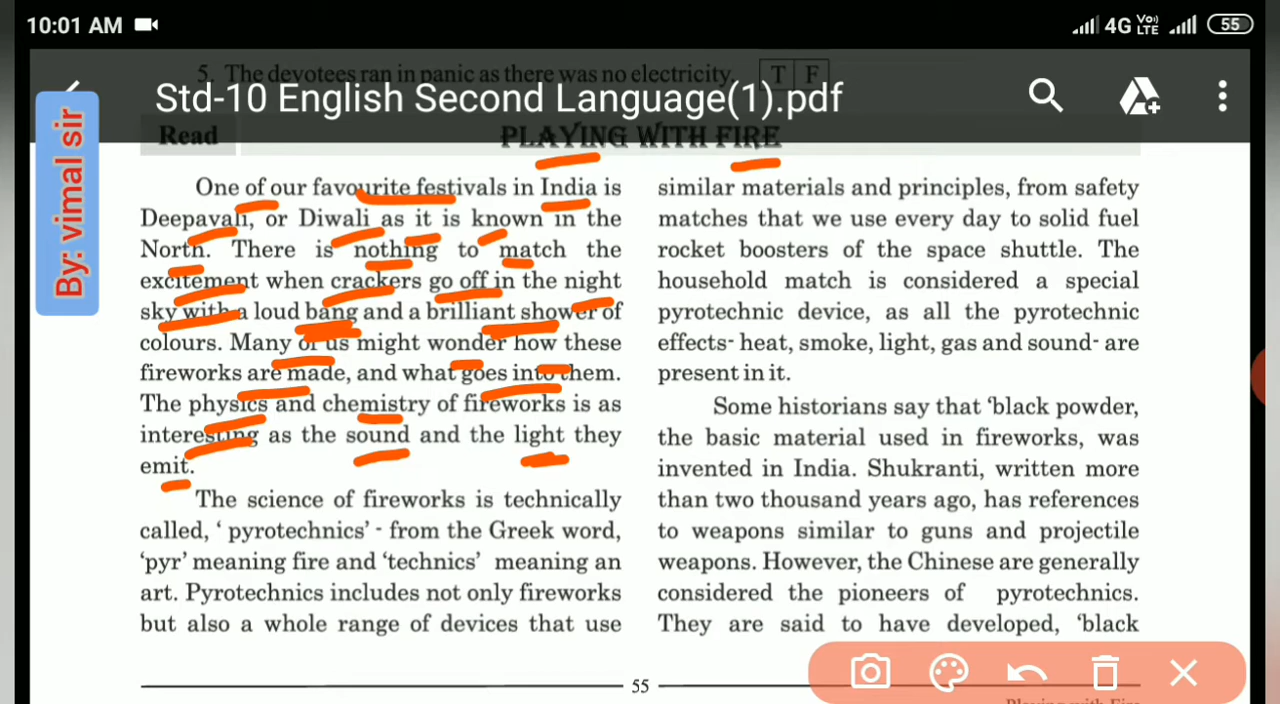 10:01 AM
4G Vo) LTE 55
5. The devotees ran in panic as there was no electricity. T F
Std-10 English Second Language(1).pdf
By: vimal sir
Read
PLAYING WITH FIRE
One of our favourite festivals in India is
Deepavali, or Diwali as it is known in the
North. There is nothing to match the
excitement when crackers go off in the night
sky with a loud bang and a brilliant shower of
colours. Many of us might wonder how these
fireworks are made, and what goes into them.
The physics and chemistry of fireworks is as
interesting as the sound and the light they
emit.
The science of fireworks is technically
called, ‘ pyrotechnics’ - from the Greek word,
‘pyr’ meaning fire and ‘technics’ meaning an
art. Pyrotechnics includes not only fireworks
but also a whole range of devices that use
similar materials and principles, from safety
matches that we use every day to solid fuel
rocket boosters of the space shuttle. The
household match is considered a special
pyrotechnic device, as all the pyrotechnic
effects- heat, smoke, light, gas and sound- are
present in it.
Some historians say that ‘black powder,
the basic material used in fireworks, was
invented in India. Shukranti, written more
than two thousand years ago, has references
to weapons similar to guns and projectile
weapons. However, the Chinese are generally
considered the pioneers of pyrotechnics.
They are said to have developed, ‘black
55
Playing with Fire